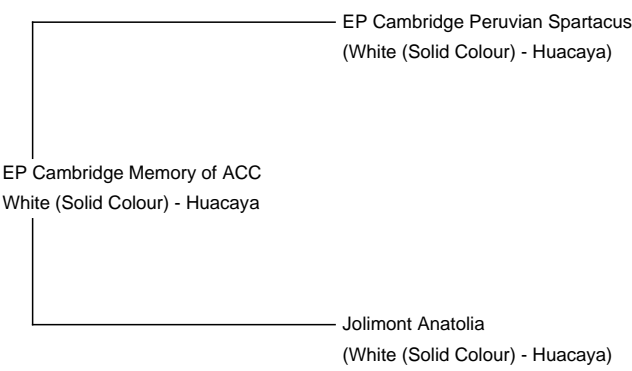 EP Cambridge Peruvian Spartacus
(White (Solid Colour) - Huacaya)
EP Cambridge Memory of ACC
White (Solid Colour) - Huacaya
Jolimont Anatolia
(White (Solid Colour) - Huacaya)